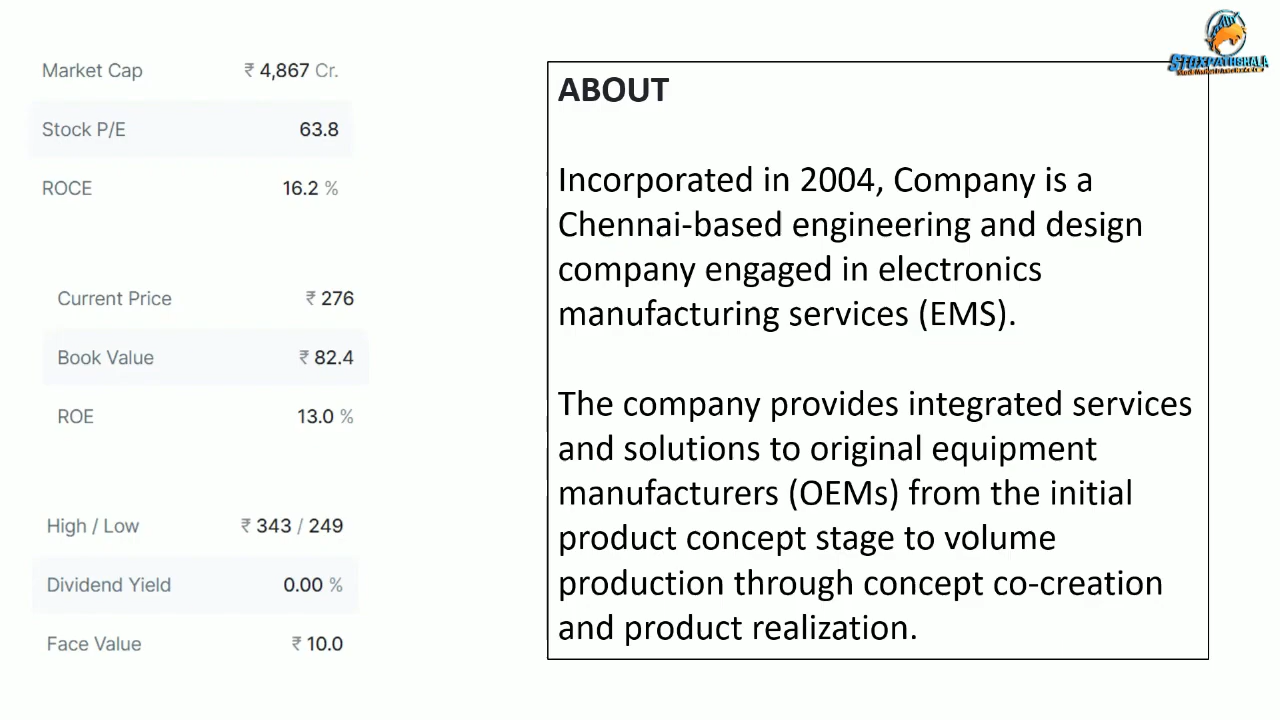 Market Cap ₹ 4,867 Cr.
Stock P/E 63.8
ROCE 16.2 %
Current Price ₹ 276
Book Value ₹ 82.4
ROE 13.0 %
High / Low ₹ 343 / 249
Dividend Yield 0.00 %
Face Value ₹ 10.0
STOXPATHSHALA
ABOUT
Incorporated in 2004, Company is a
Chennai-based engineering and design
company engaged in electronics
manufacturing services (EMS).
The company provides integrated services
and solutions to original equipment
manufacturers (OEMs) from the initial
product concept stage to volume
production through concept co-creation
and product realization.